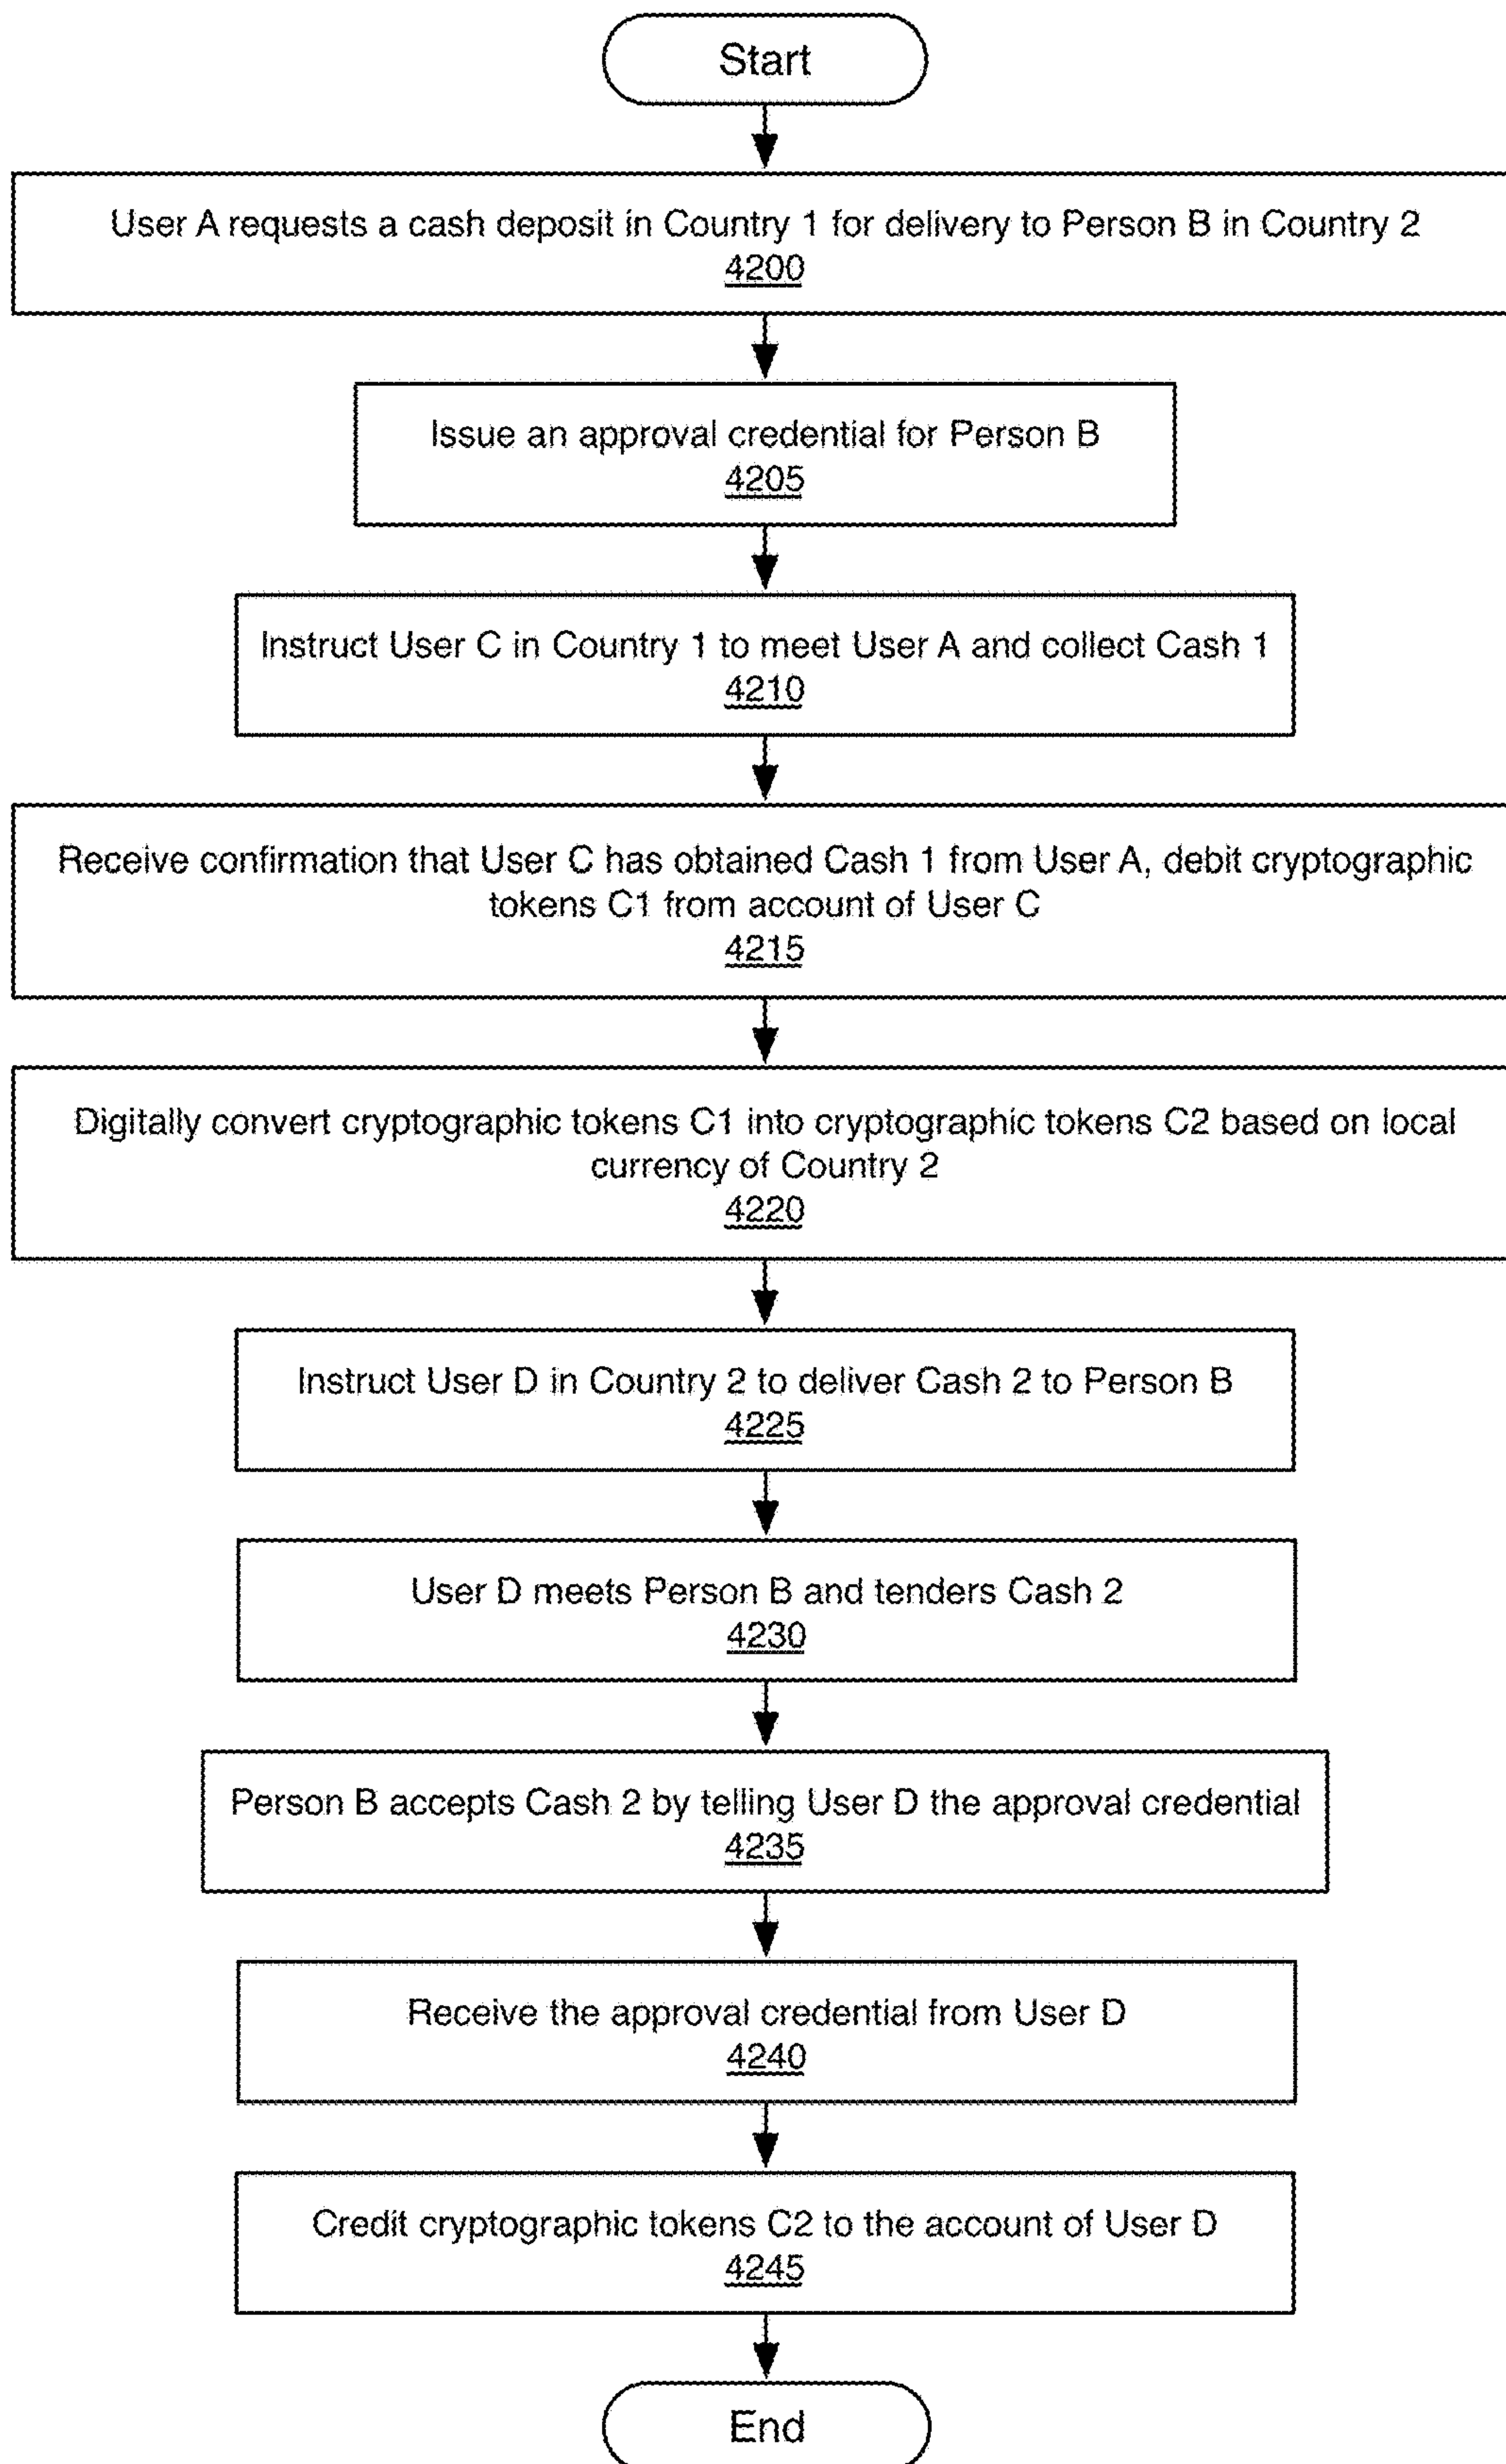 Start
User A requests a cash deposit in Country 1 for delivery to Person B in Country 2
4200
Issue an approval credential for Person B
4205
Instruct User C in Country 1 to meet User A and collect Cash 1
4210
Receive confirmation that User C has obtained Cash 1 from User A, debit cryptographic
tokens C1 from account of User C
4215
Digitally convert cryptographic tokens C1 into cryptographic tokens C2 based on local
currency of Country 2
4220
Instruct User D in Country 2 to deliver Cash 2 to Person B
4225
User D meets Person B and tenders Cash 2
4230
Person B accepts Cash 2 by telling User D the approval credential
4235
Receive the approval credential from User D
4240
Credit cryptographic tokens C2 to the account of User D
4245
End